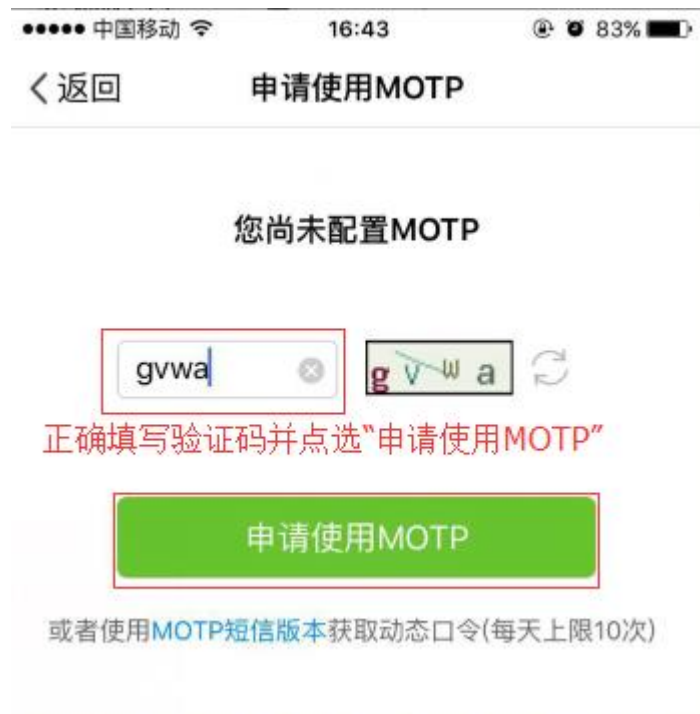 中国移动 16:43 83%
返回 申请使用MOTP
您尚未配置MOTP
gvwa gvwa
正确填写验证码并点选“申请使用MOTP”
申请使用MOTP
或者使用MOTP短信版本获取动态口令(每天上限10次)